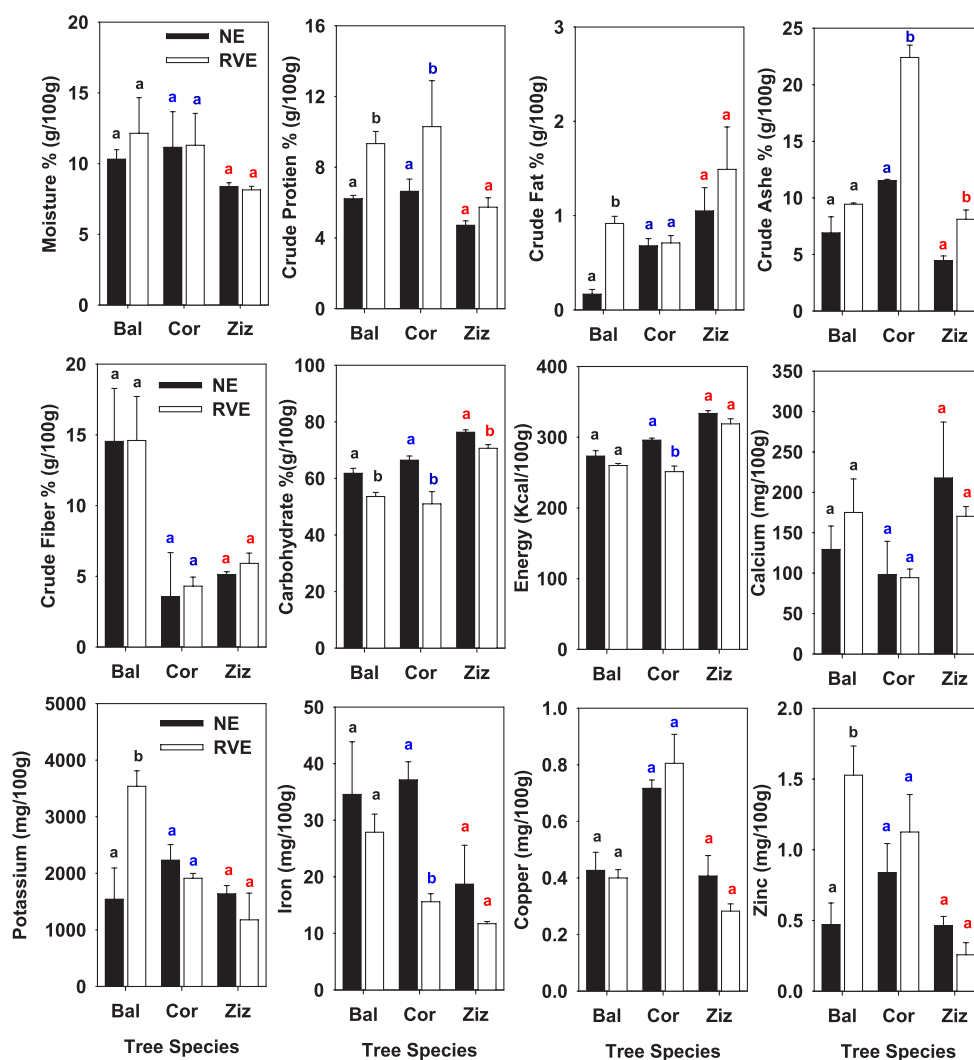 Moisture % (g/100g)
20
15
10
5
0
NE
RVE
a a a a a a
Bal Cor Ziz
Crude Protien % (g/100g)
16
12
8
4
0
a b a b a a
Bal Cor Ziz
Crude Fat % (g/100g)
3
2
1
0
a b a a a a
Bal Cor Ziz
Crude Ashe % (g/100g)
25
20
15
10
5
0
a a a b a b
Bal Cor Ziz
Crude Fiber % (g/100g)
20
15
10
5
0
NE
RVE
a a a a a a
Bal Cor Ziz
Carbohydrate %(g/100g)
100
80
60
40
20
0
a b a b a b
Bal Cor Ziz
Energy (Kcal/100g)
400
300
200
100
0
a a a b a a
Bal Cor Ziz
Calcium (mg/100g)
350
300
250
200
150
100
50
0
a a a a a a
Bal Cor Ziz
Potassium (mg/100g)
5000
4000
3000
2000
1000
0
NE
RVE
a b a a a a
Bal Cor Ziz
Tree Species
Iron (mg/100g)
50
40
30
20
10
0
a a a b a a
Bal Cor Ziz
Tree Species
Copper (mg/100g)
1.0
0.8
0.6
0.4
0.2
0.0
a a a a a a
Bal Cor Ziz
Tree Species
Zinc (mg/100g)
2.0
1.5
1.0
0.5
0.0
a b a a a a
Bal Cor Ziz
Tree Species